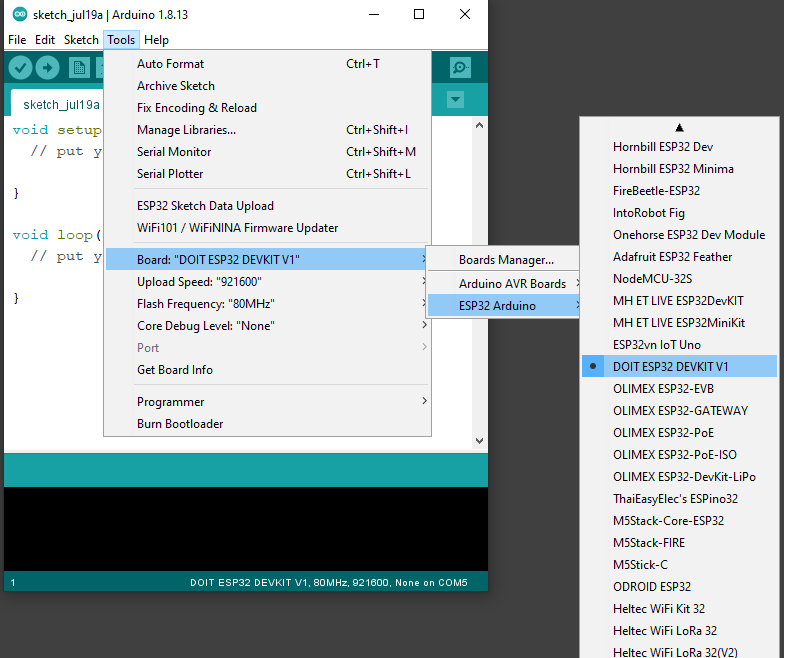 sketch_jul19a | Arduino 1.8.13
File Edit Sketch Tools Help
sketch_jul19a
void setup
// put y
}
void loop(
// put y
}
Auto Format Ctrl+T
Archive Sketch
Fix Encoding & Reload
Manage Libraries... Ctrl+Shift+I
Serial Monitor Ctrl+Shift+M
Serial Plotter Ctrl+Shift+L
ESP32 Sketch Data Upload
WiFi101 / WiFiNINA Firmware Updater
Board: "DOIT ESP32 DEVKIT V1"
Upload Speed: "921600"
Flash Frequency: "80MHz"
Core Debug Level: "None"
Port
Get Board Info
Programmer
Burn Bootloader
Boards Manager...
Arduino AVR Boards
ESP32 Arduino
Hornbill ESP32 Dev
Hornbill ESP32 Minima
FireBeetle-ESP32
IntoRobot Fig
Onehorse ESP32 Dev Module
Adafruit ESP32 Feather
NodeMCU-32S
MH ET LIVE ESP32DevKIT
MH ET LIVE ESP32MiniKit
ESP32vn IoT Uno
DOIT ESP32 DEVKIT V1
OLIMEX ESP32-EVB
OLIMEX ESP32-GATEWAY
OLIMEX ESP32-PoE
OLIMEX ESP32-PoE-ISO
OLIMEX ESP32-DevKit-LiPo
ThaiEasyElec's ESPino32
M5Stack-Core-ESP32
M5Stack-FIRE
M5Stick-C
ODROID ESP32
Heltec WiFi Kit 32
Heltec WiFi LoRa 32
Heltec WiFi LoRa 32(V2)
1 DOIT ESP32 DEVKIT V1, 80MHz, 921600, None on COM5